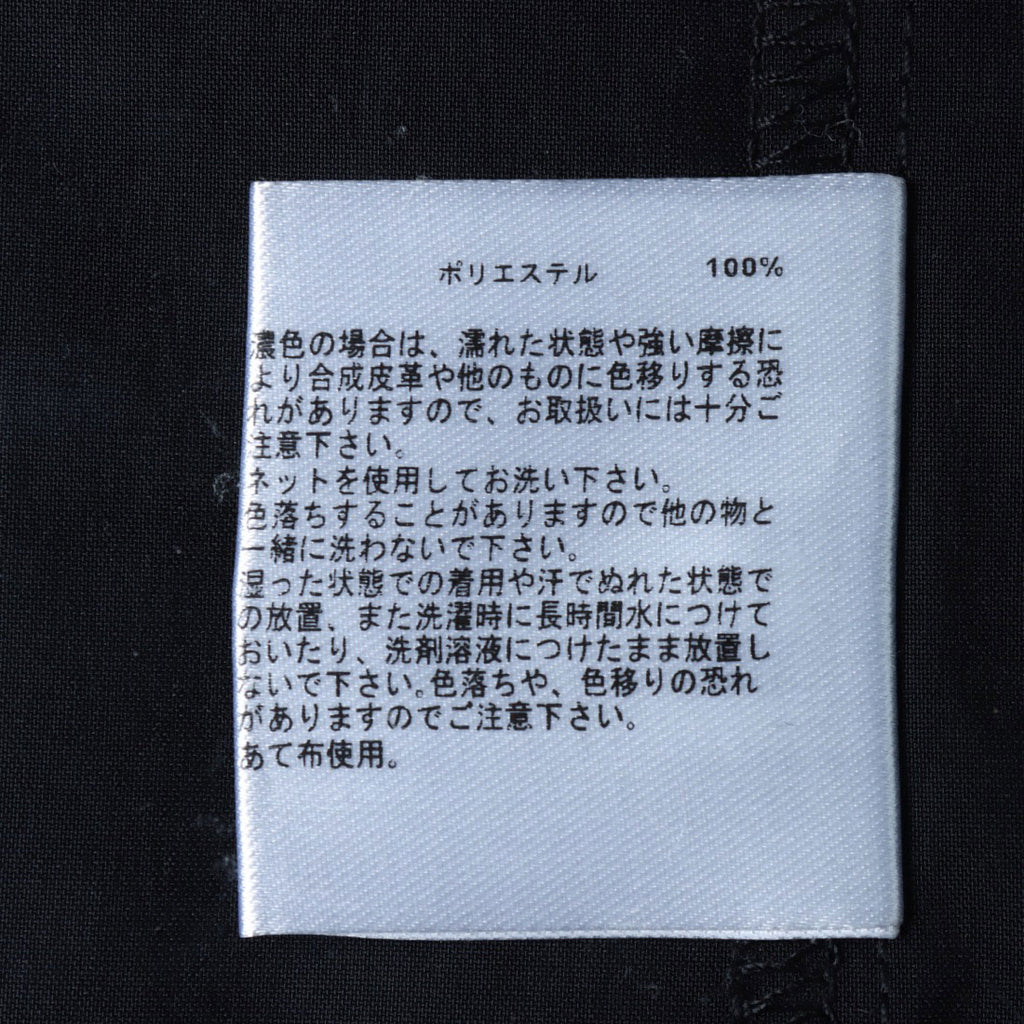 ポリエステル 100%
濃色の場合は、濡れた状態や強い摩擦に
より合成皮革や他のものに色移りする恐
れがありますので、お取扱いには十分ご
注意下さい。
ネットを使用してお洗い下さい。
色落ちすることがありますので他の物と
一緒に洗わないで下さい。
湿った状態での着用や汗でぬれた状態で
の放置、また洗濯時に長時間水につけて
おいたり、洗剤溶液につけたまま放置し
ないで下さい。色落ちや、色移りの恐れ
がありますのでご注意下さい。
あて布使用。